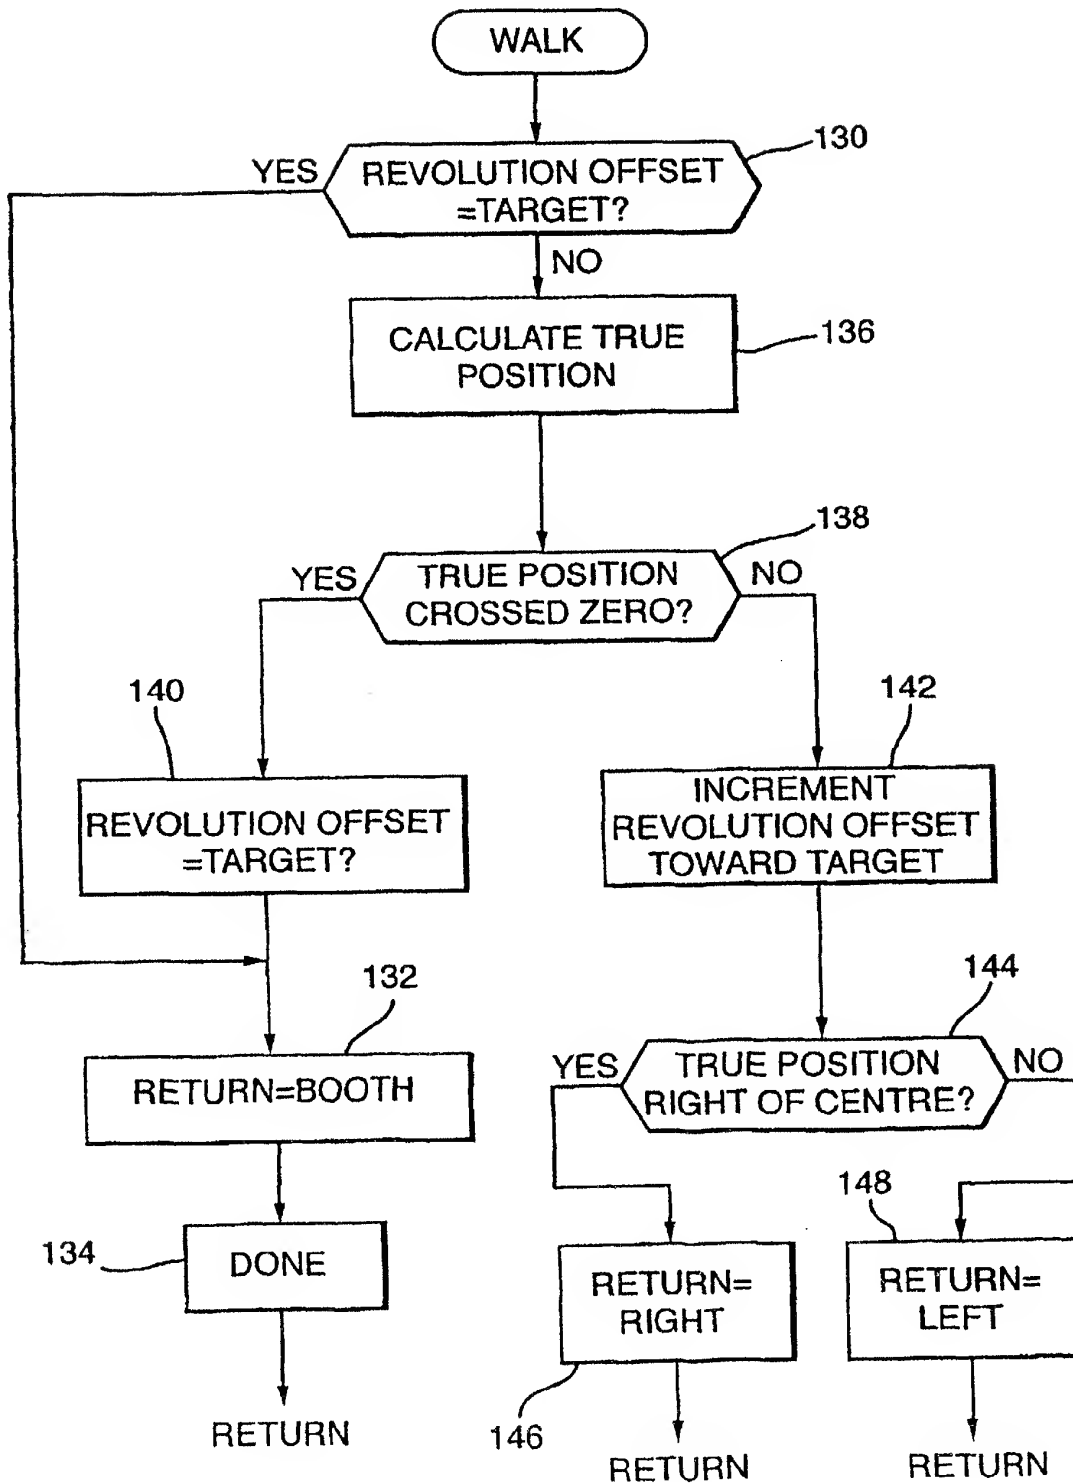 WALK
130
YES
REVOLUTION OFFSET
=TARGET?
NO
CALCULATE TRUE
POSITION
136
138
YES
TRUE POSITION
CROSSED ZERO?
NO
140
142
REVOLUTION OFFSET
=TARGET?
INCREMENT
REVOLUTION OFFSET
TOWARD TARGET
132
144
RETURN=BOOTH
YES
TRUE POSITION
RIGHT OF CENTRE?
NO
134
DONE
148
RETURN=
RIGHT
RETURN=
LEFT
RETURN
146
RETURN
RETURN